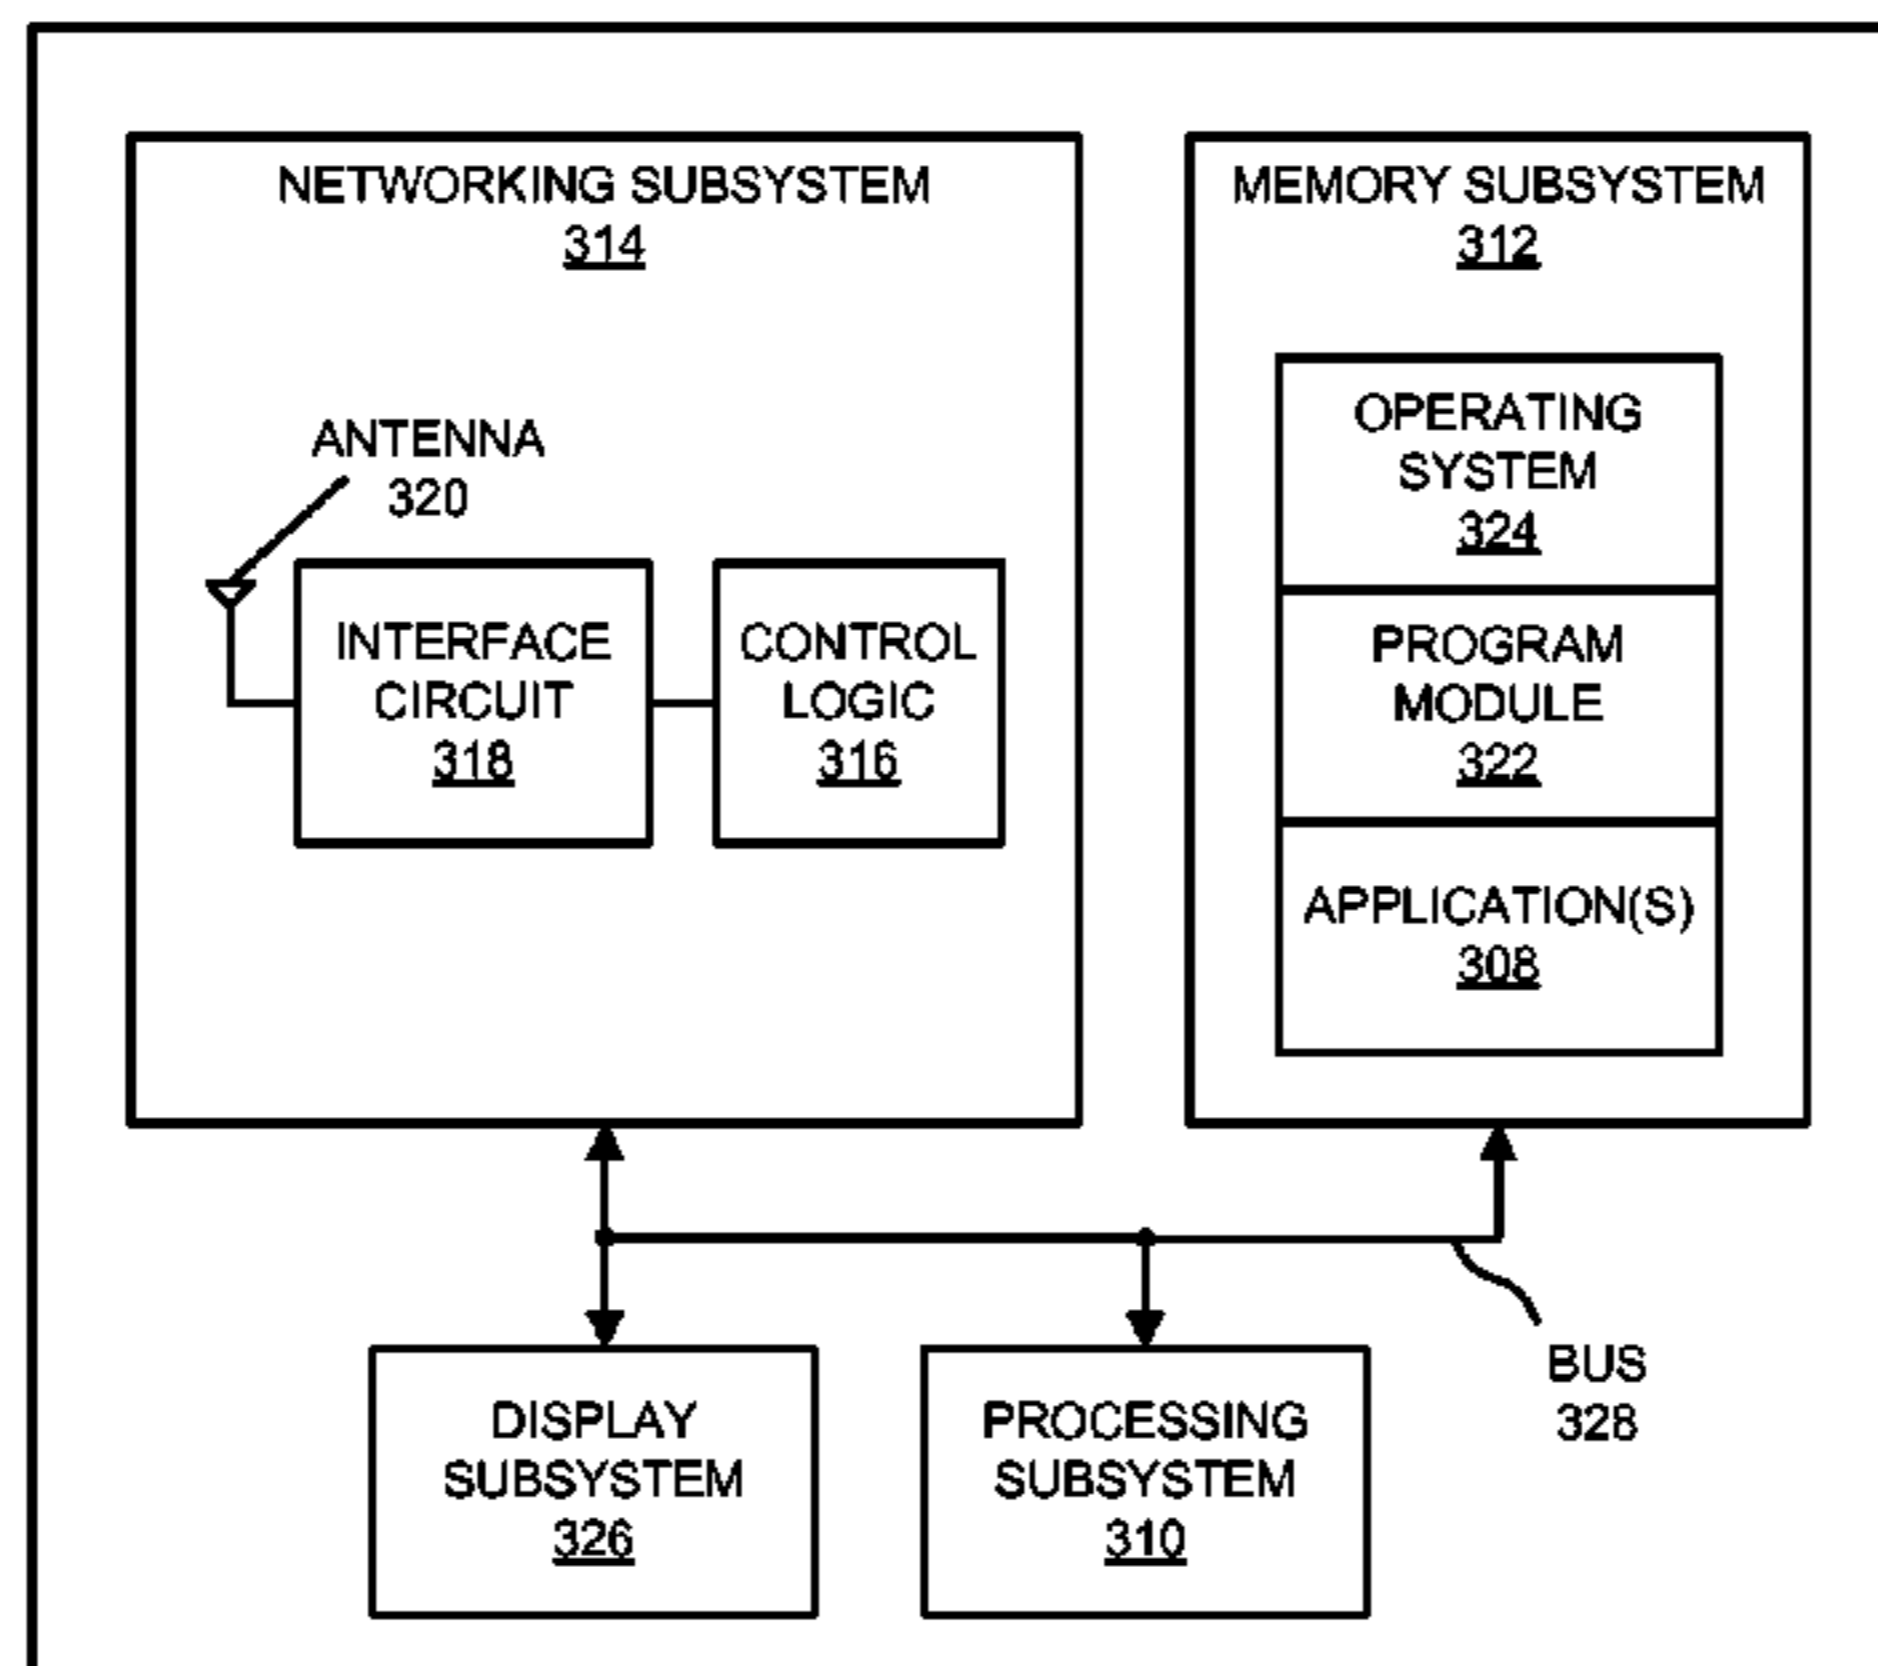 NETWORKING SUBSYSTEM
314
MEMORY SUBSYSTEM
312
ANTENNA
320
INTERFACE
CIRCUIT
318
CONTROL
LOGIC
316
OPERATING
SYSTEM
324
PROGRAM
MODULE
322
APPLICATION(S)
308
DISPLAY
SUBSYSTEM
326
PROCESSING
SUBSYSTEM
310
BUS
328